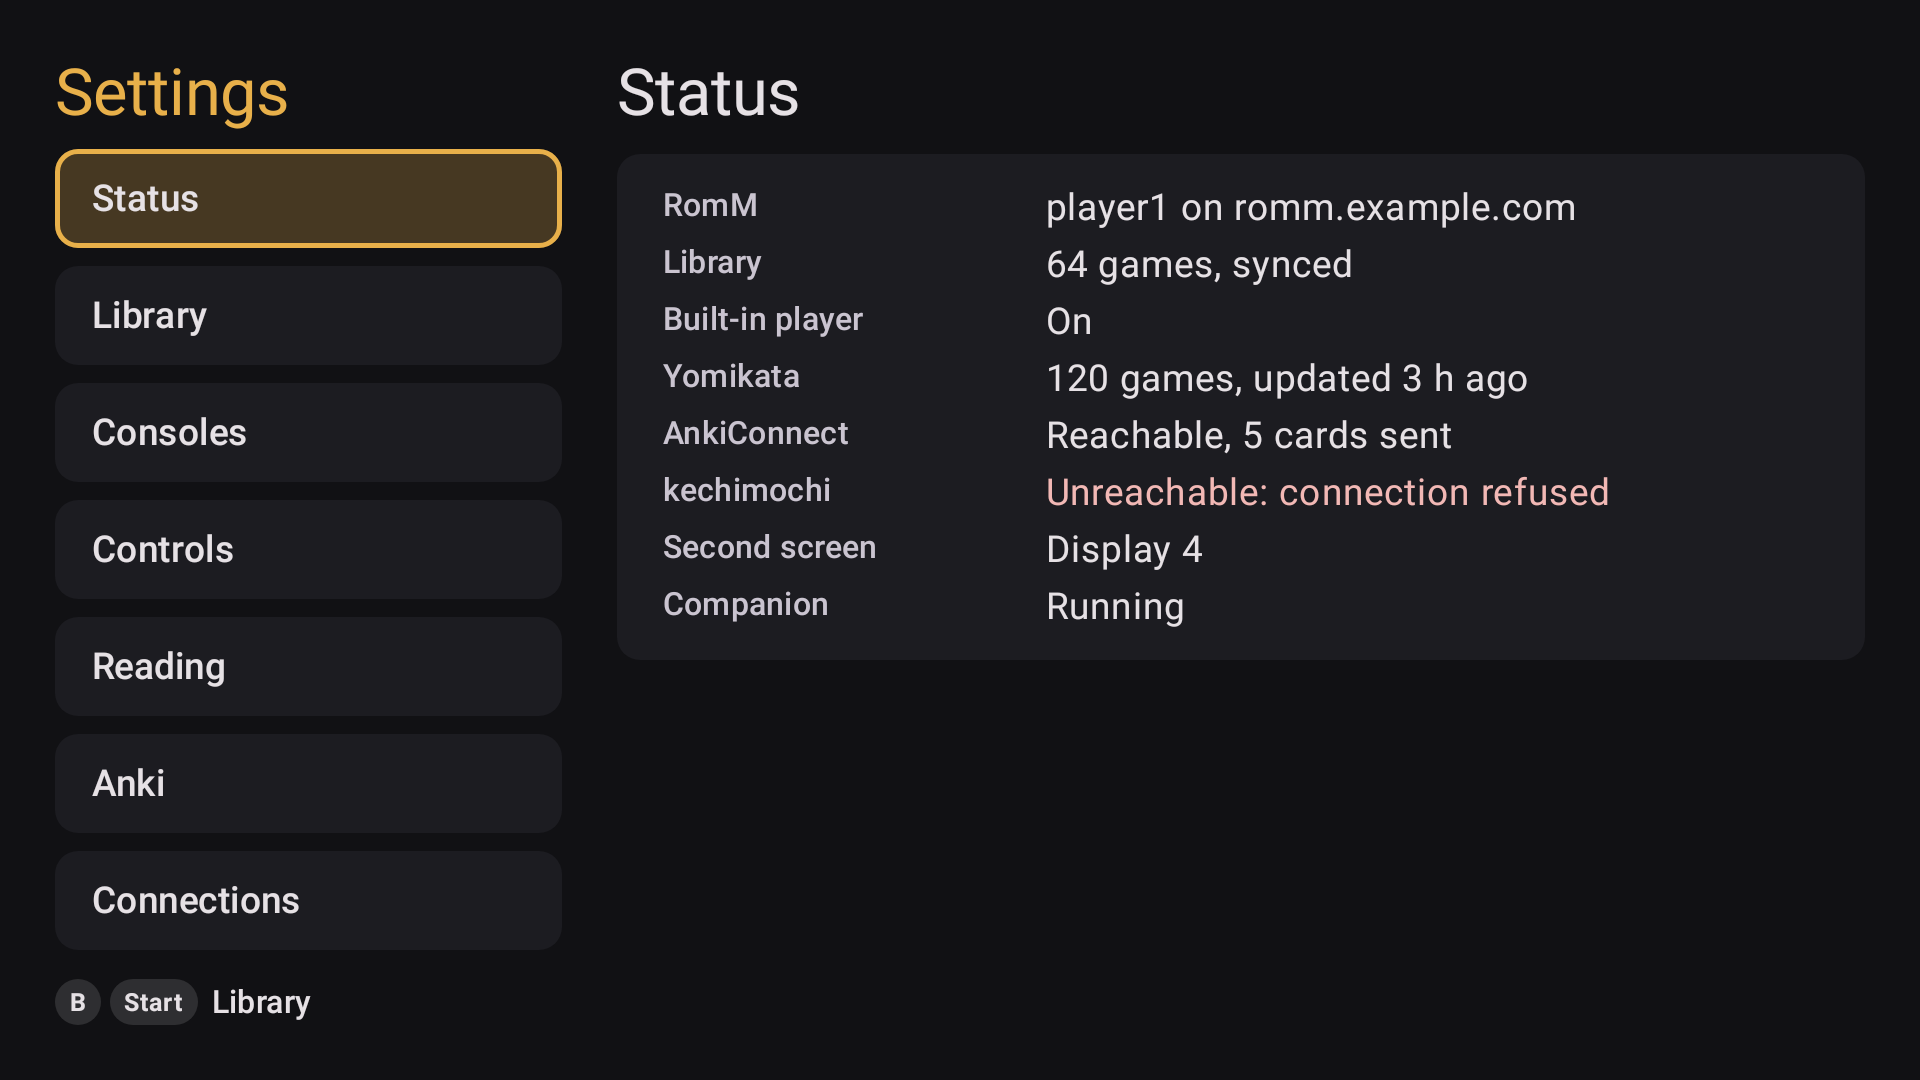 Settings
Status
Library
Consoles
Controls
Reading
Anki
Connections
B Start Library
Status
RomM player1 on romm.example.com
Library 64 games, synced
Built-in player On
Yomikata 120 games, updated 3 h ago
AnkiConnect Reachable, 5 cards sent
kechimochi Unreachable: connection refused
Second screen Display 4
Companion Running